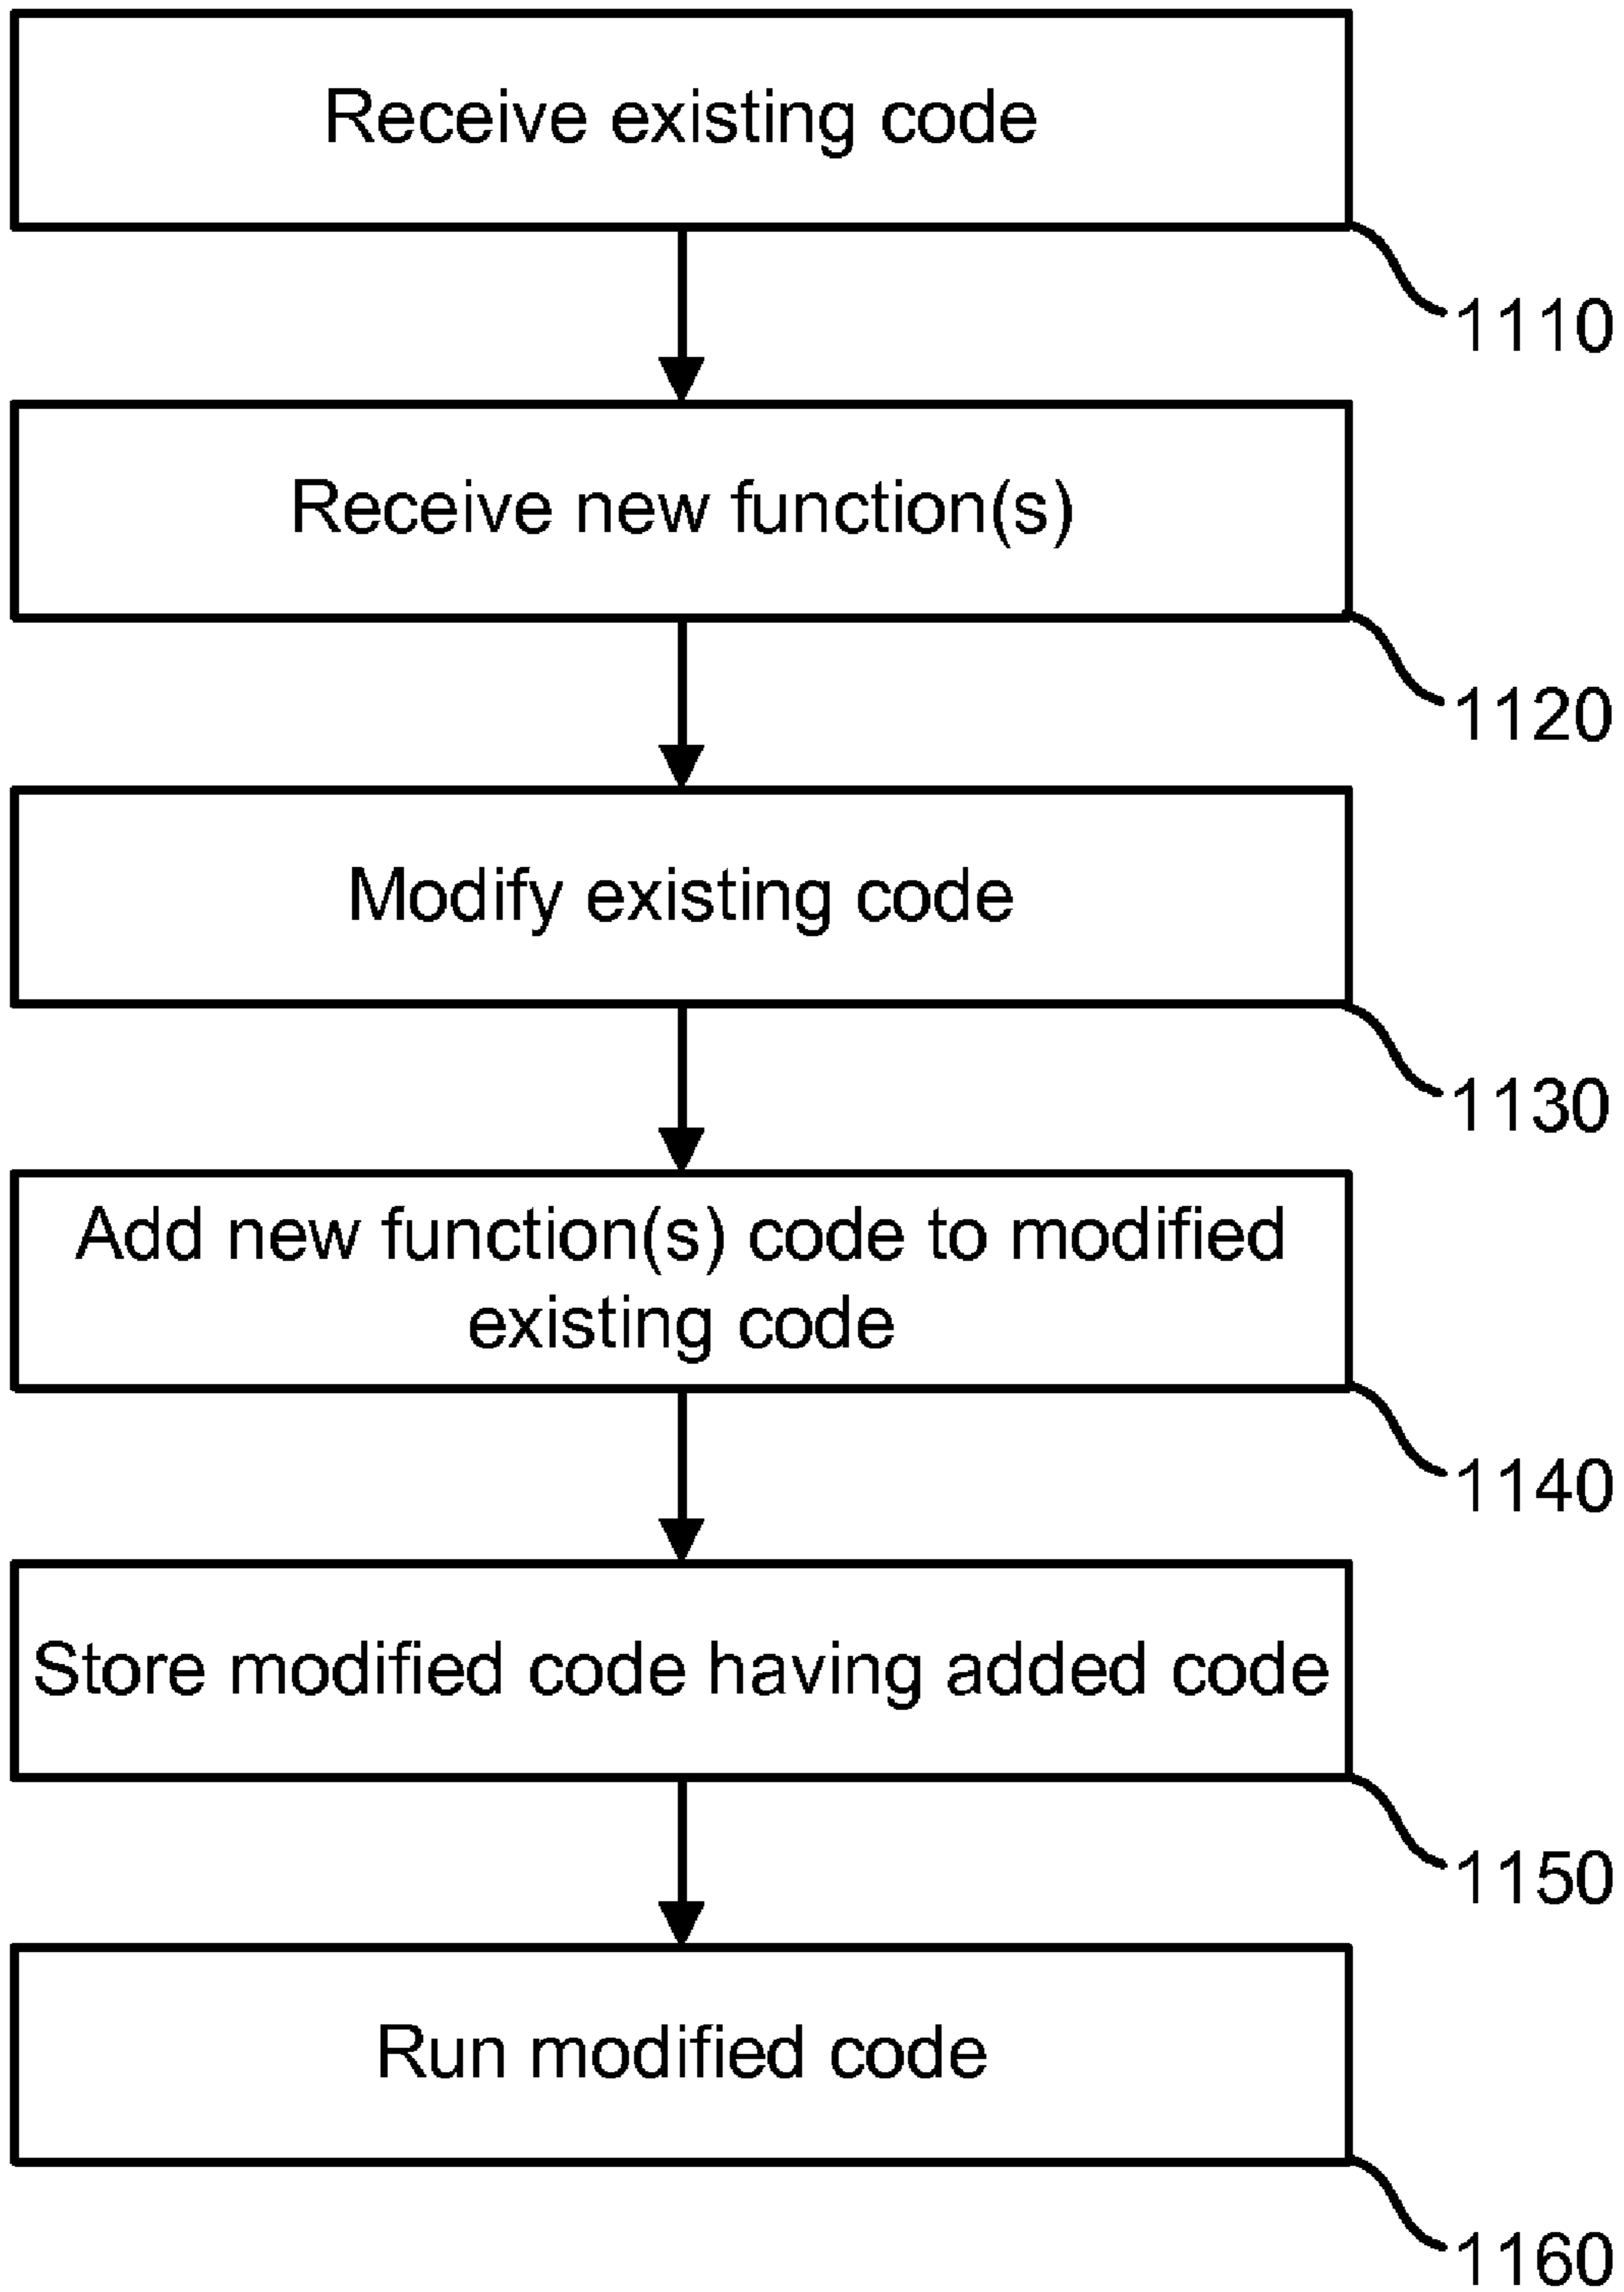 Receive existing code
1110
Receive new function(s)
1120
Modify existing code
1130
Add new function(s) code to modified
existing code
1140
Store modified code having added code
1150
Run modified code
1160